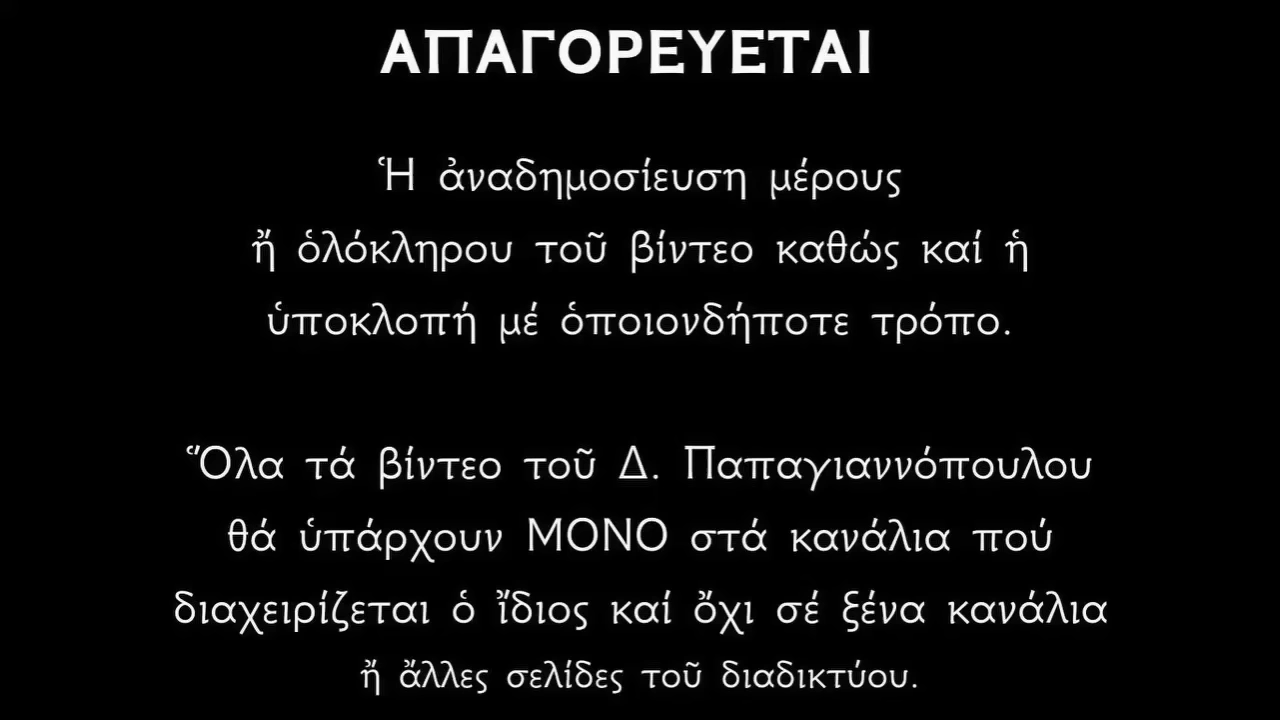 ΑΠΑΓΟΡΕΥΕΤΑΙ
Ἡ ἀναδημοσίευση μέρους
ἤ ὁλόκληρου τοῦ βίντεο καθώς καί ἡ
ὑποκλοπή μέ ὁποιονδήποτε τρόπο.
Ὅλα τά βίντεο τοῦ Δ. Παπαγιαννόπουλου
θά ὑπάρχουν ΜΟΝΟ στά κανάλια πού
διαχειρίζεται ὁ ἴδιος καί ὄχι σέ ξένα κανάλια
ἤ ἄλλες σελίδες τοῦ διαδικτύου.